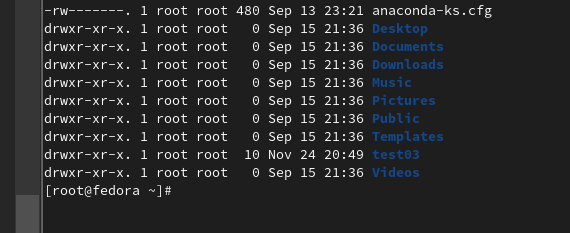 -rw-------. 1 root root 480 Sep 13 23:21 anaconda-ks.cfg
drwxr-xr-x. 1 root root   0 Sep 15 21:36 Desktop
drwxr-xr-x. 1 root root   0 Sep 15 21:36 Documents
drwxr-xr-x. 1 root root   0 Sep 15 21:36 Downloads
drwxr-xr-x. 1 root root   0 Sep 15 21:36 Music
drwxr-xr-x. 1 root root   0 Sep 15 21:36 Pictures
drwxr-xr-x. 1 root root   0 Sep 15 21:36 Public
drwxr-xr-x. 1 root root   0 Sep 15 21:36 Templates
drwxr-xr-x. 1 root root  10 Nov 24 20:49 test03
drwxr-xr-x. 1 root root   0 Sep 15 21:36 Videos
[root@fedora ~]#